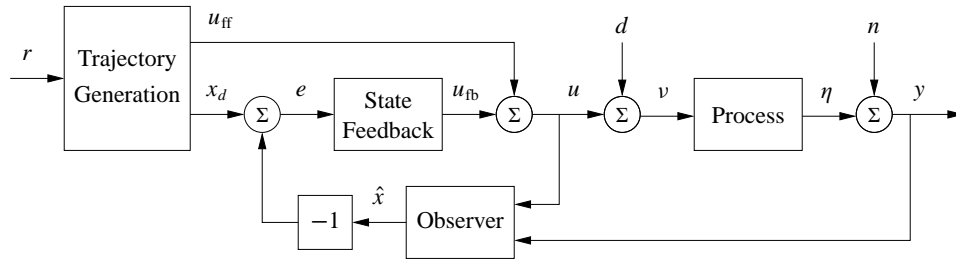 r
Trajectory
Generation
u_ff
x_d
Σ
e
State
Feedback
u_fb
Σ
u
d
Σ
ν
Process
η
n
Σ
y
−1
x̂
Observer